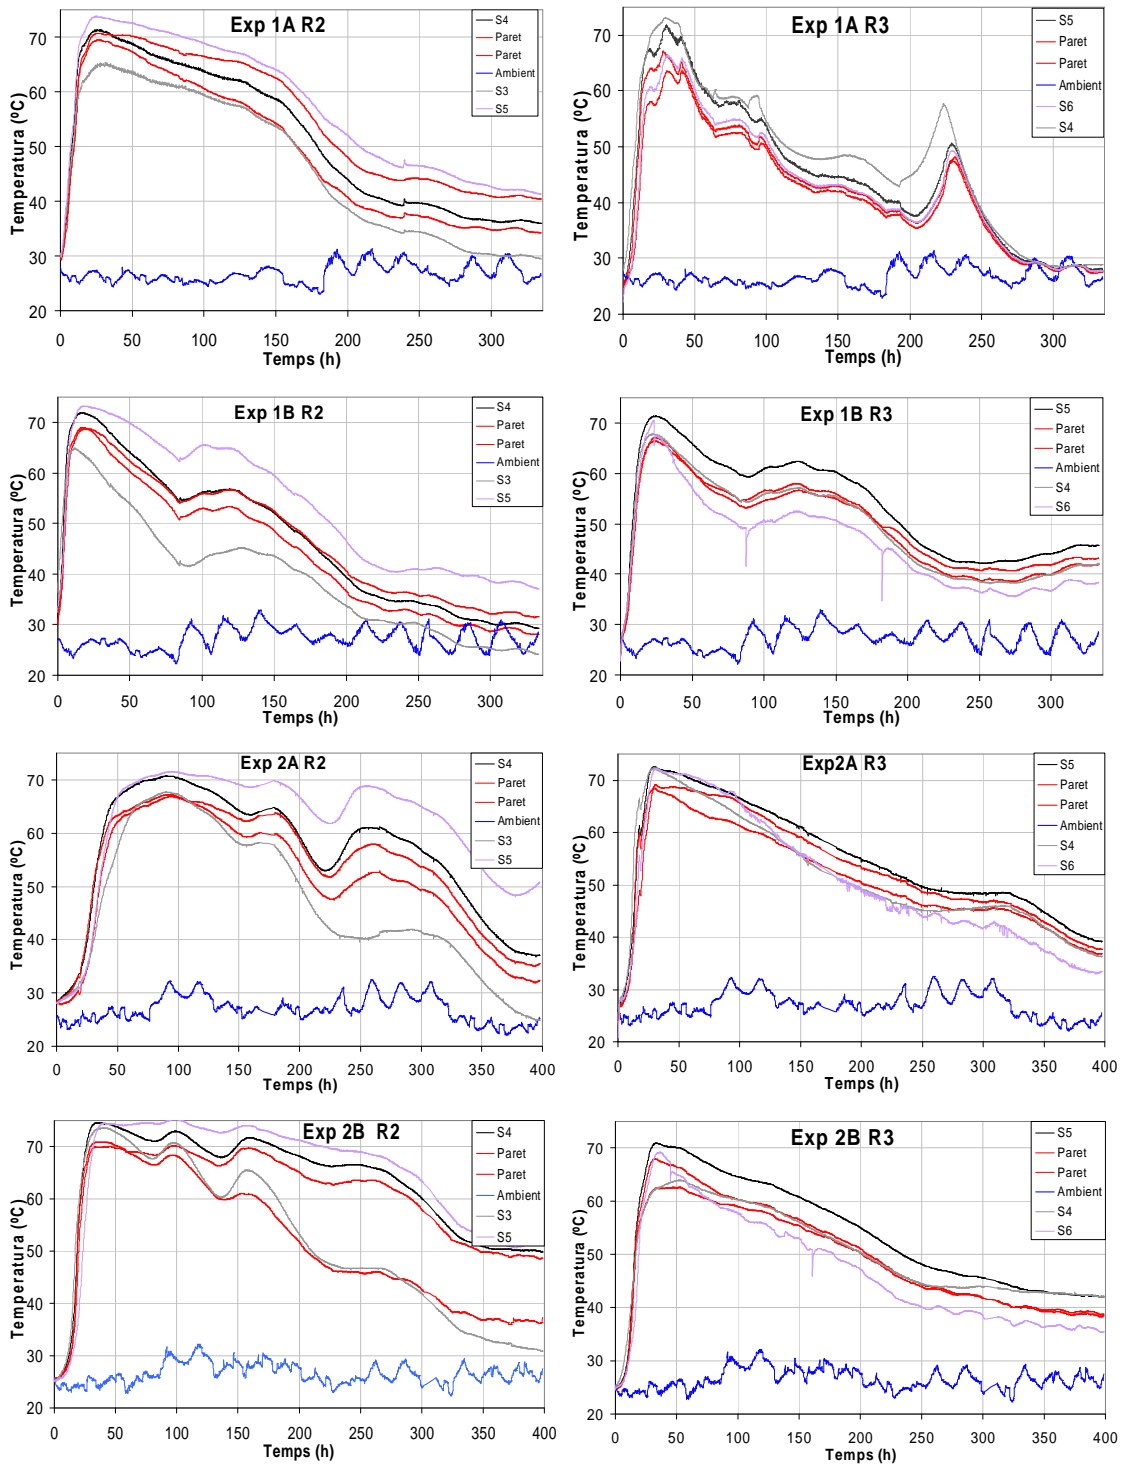 Exp 1A R2
Temperatura (ºC)
70
60
50
40
30
20
0 50 100 150 200 250 300
Temps (h)
S4
Paret
Paret
Ambient
S3
S5
Exp 1A R3
Temperatura (ºC)
70
60
50
40
30
20
0 50 100 150 200 250 300
Temps (h)
S5
Paret
Paret
Ambient
S6
S4
Exp 1B R2
Temperatura (ºC)
70
60
50
40
30
20
0 50 100 150 200 250 300
Temps (h)
S4
Paret
Paret
Ambient
S3
S5
Exp 1B R3
Temperatura (ºC)
70
60
50
40
30
20
0 50 100 150 200 250 300
Temps (h)
S5
Paret
Paret
Ambient
S4
S6
Exp 2A R2
Temperatura (ºC)
70
60
50
40
30
20
0 50 100 150 200 250 300 350 400
Temps (h)
S4
Paret
Paret
Ambient
S3
S5
Exp2A R3
Temperatura (ºC)
70
60
50
40
30
20
0 50 100 150 200 250 300 350 400
Temps (h)
S5
Paret
Paret
Ambient
S4
S6
Exp 2B R2
Temperatura (ºC)
70
60
50
40
30
20
0 50 100 150 200 250 300 350 400
Temps (h)
S4
Paret
Paret
Ambient
S3
S5
Exp 2B R3
Temperatura (ºC)
70
60
50
40
30
20
0 50 100 150 200 250 300 350 400
Temps (h)
S5
Paret
Paret
Ambient
S4
S6